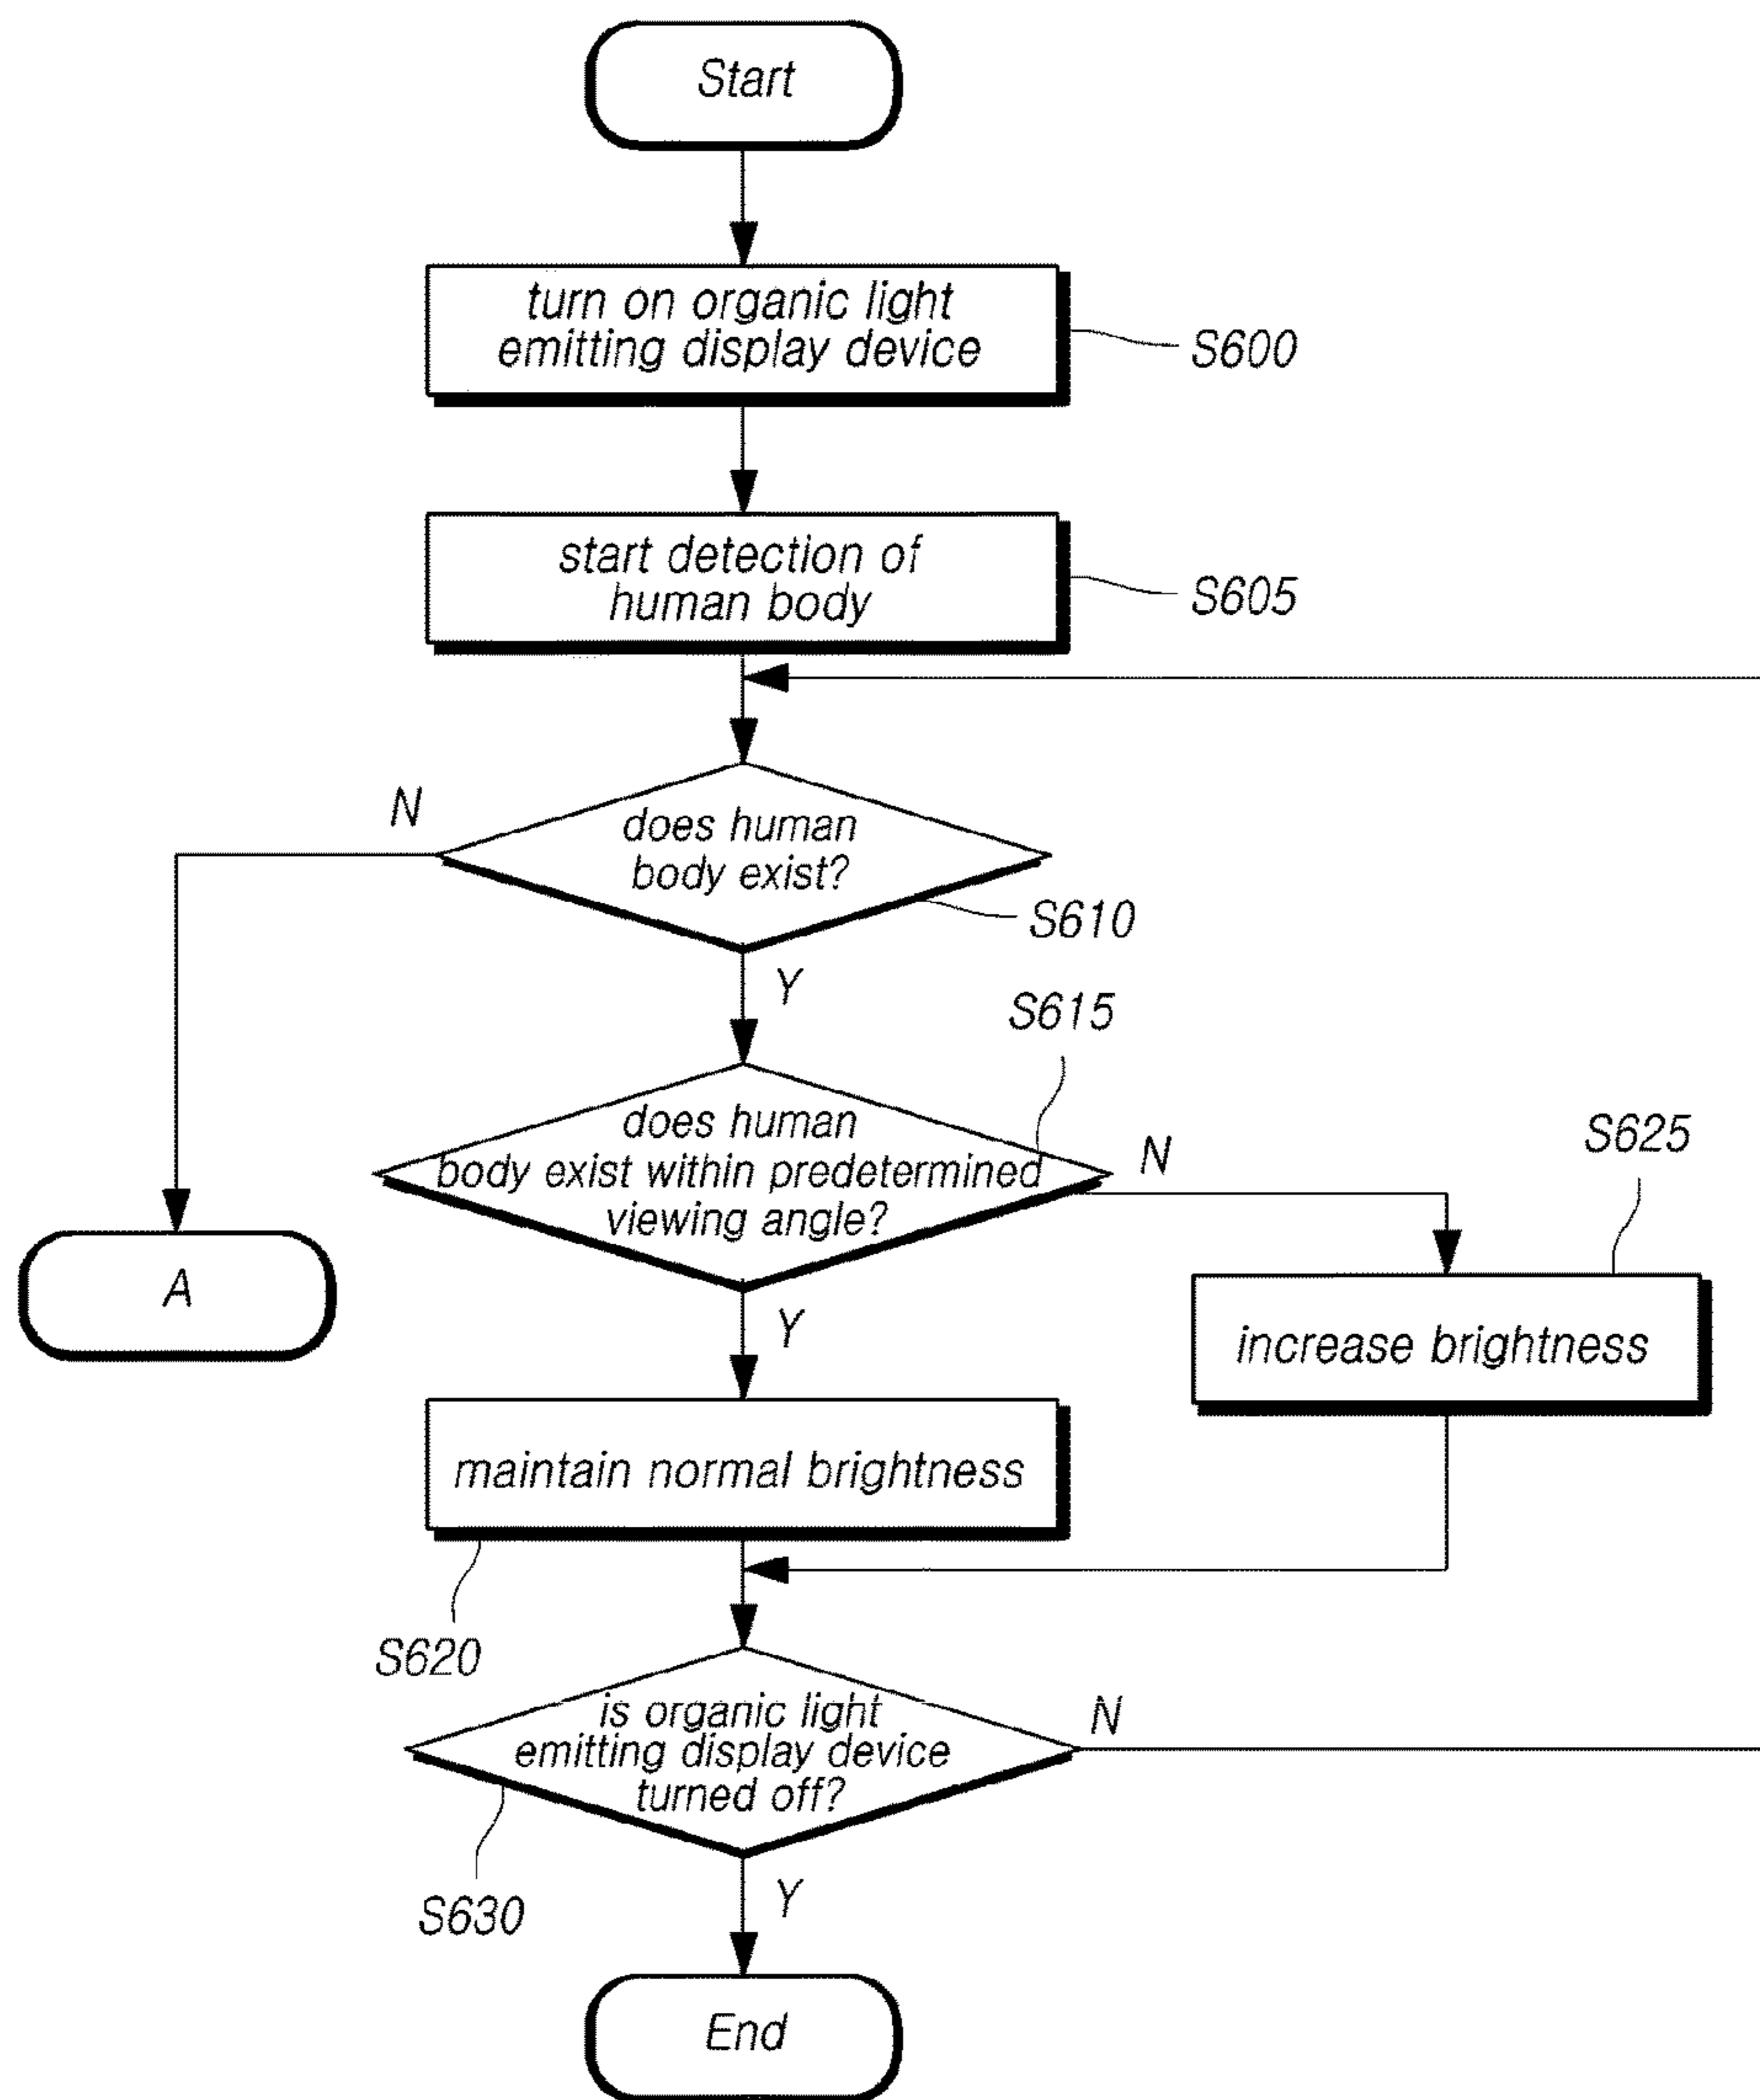 Start
turn on organic light
emitting display device
S600
start detection of
human body
S605
N
does human
body exist?
S610
Y
S615
does human
body exist within predetermined
viewing angle?
N
S625
A
Y
increase brightness
maintain normal brightness
S620
is organic light
emitting display device
turned off?
N
S630
Y
End